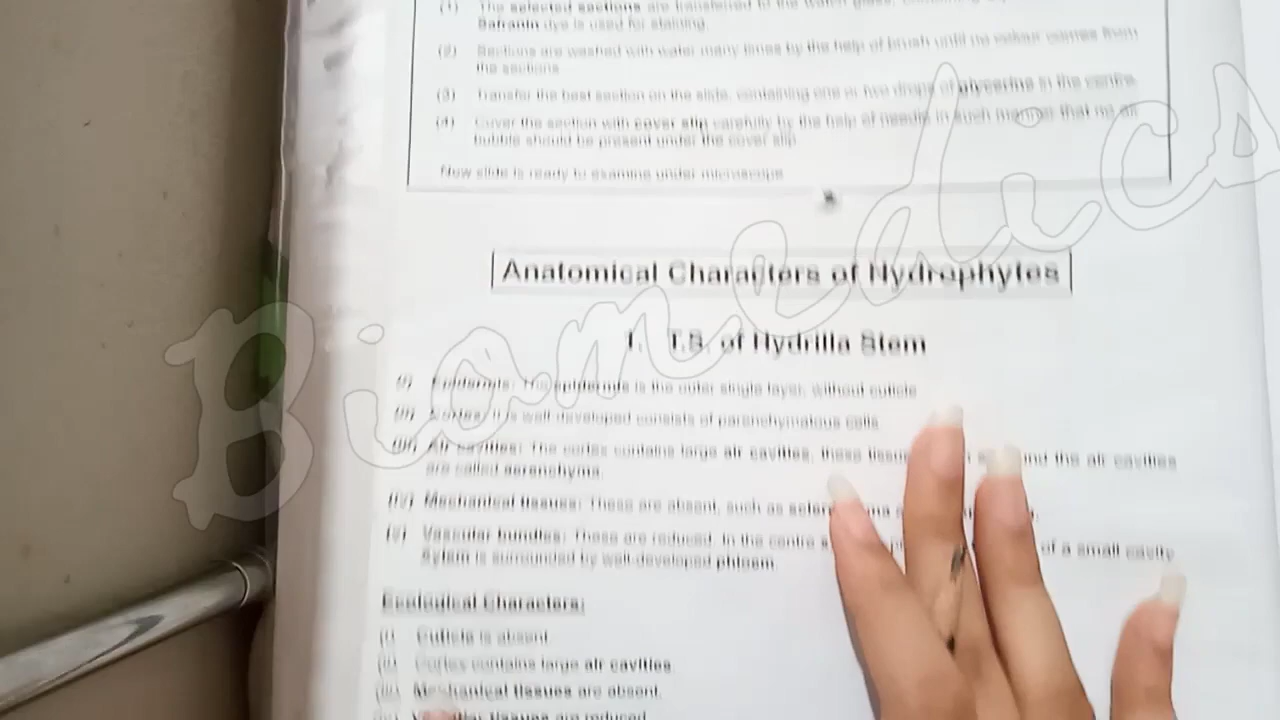 (1) The selected sections are transferred to the watch glass, containing
Safranin dye is used for staining.
(2) Sections are washed with water many times by the help of brush until no colour comes from
the sections
(3) Transfer the best section on the slide, containing one or two drops of glycerine in the centre.
(4) Cover the section with cover slip carefully by the help of needle in such manner that no air
bubble should be present under the cover slip
Now slide is ready to examine under microscope
Anatomical Characters of Hydrophytes
1. T.S. of Hydrilla Stem
(i) Epidermis: The epidermis is the outer single layer, without cuticle
(ii) Cortex: It is well developed consists of parenchymatous cells.
(iii) Air cavities: The cortex contains large air cavities, these and the air cavities
are called aerenchyma.
(iv) Mechanical tissues: These are absent, such as
(v) Vascular bundles: These are reduced. In the centre of a small cavity
Xylem is surrounded by well-developed phloem.
Ecological Characters:
(i) Cuticle is absent
(ii) Cortex contains large air cavities.
(iii) Mechanical tissues are absent.
(iv) Vascular tissues are reduced
Biomedics